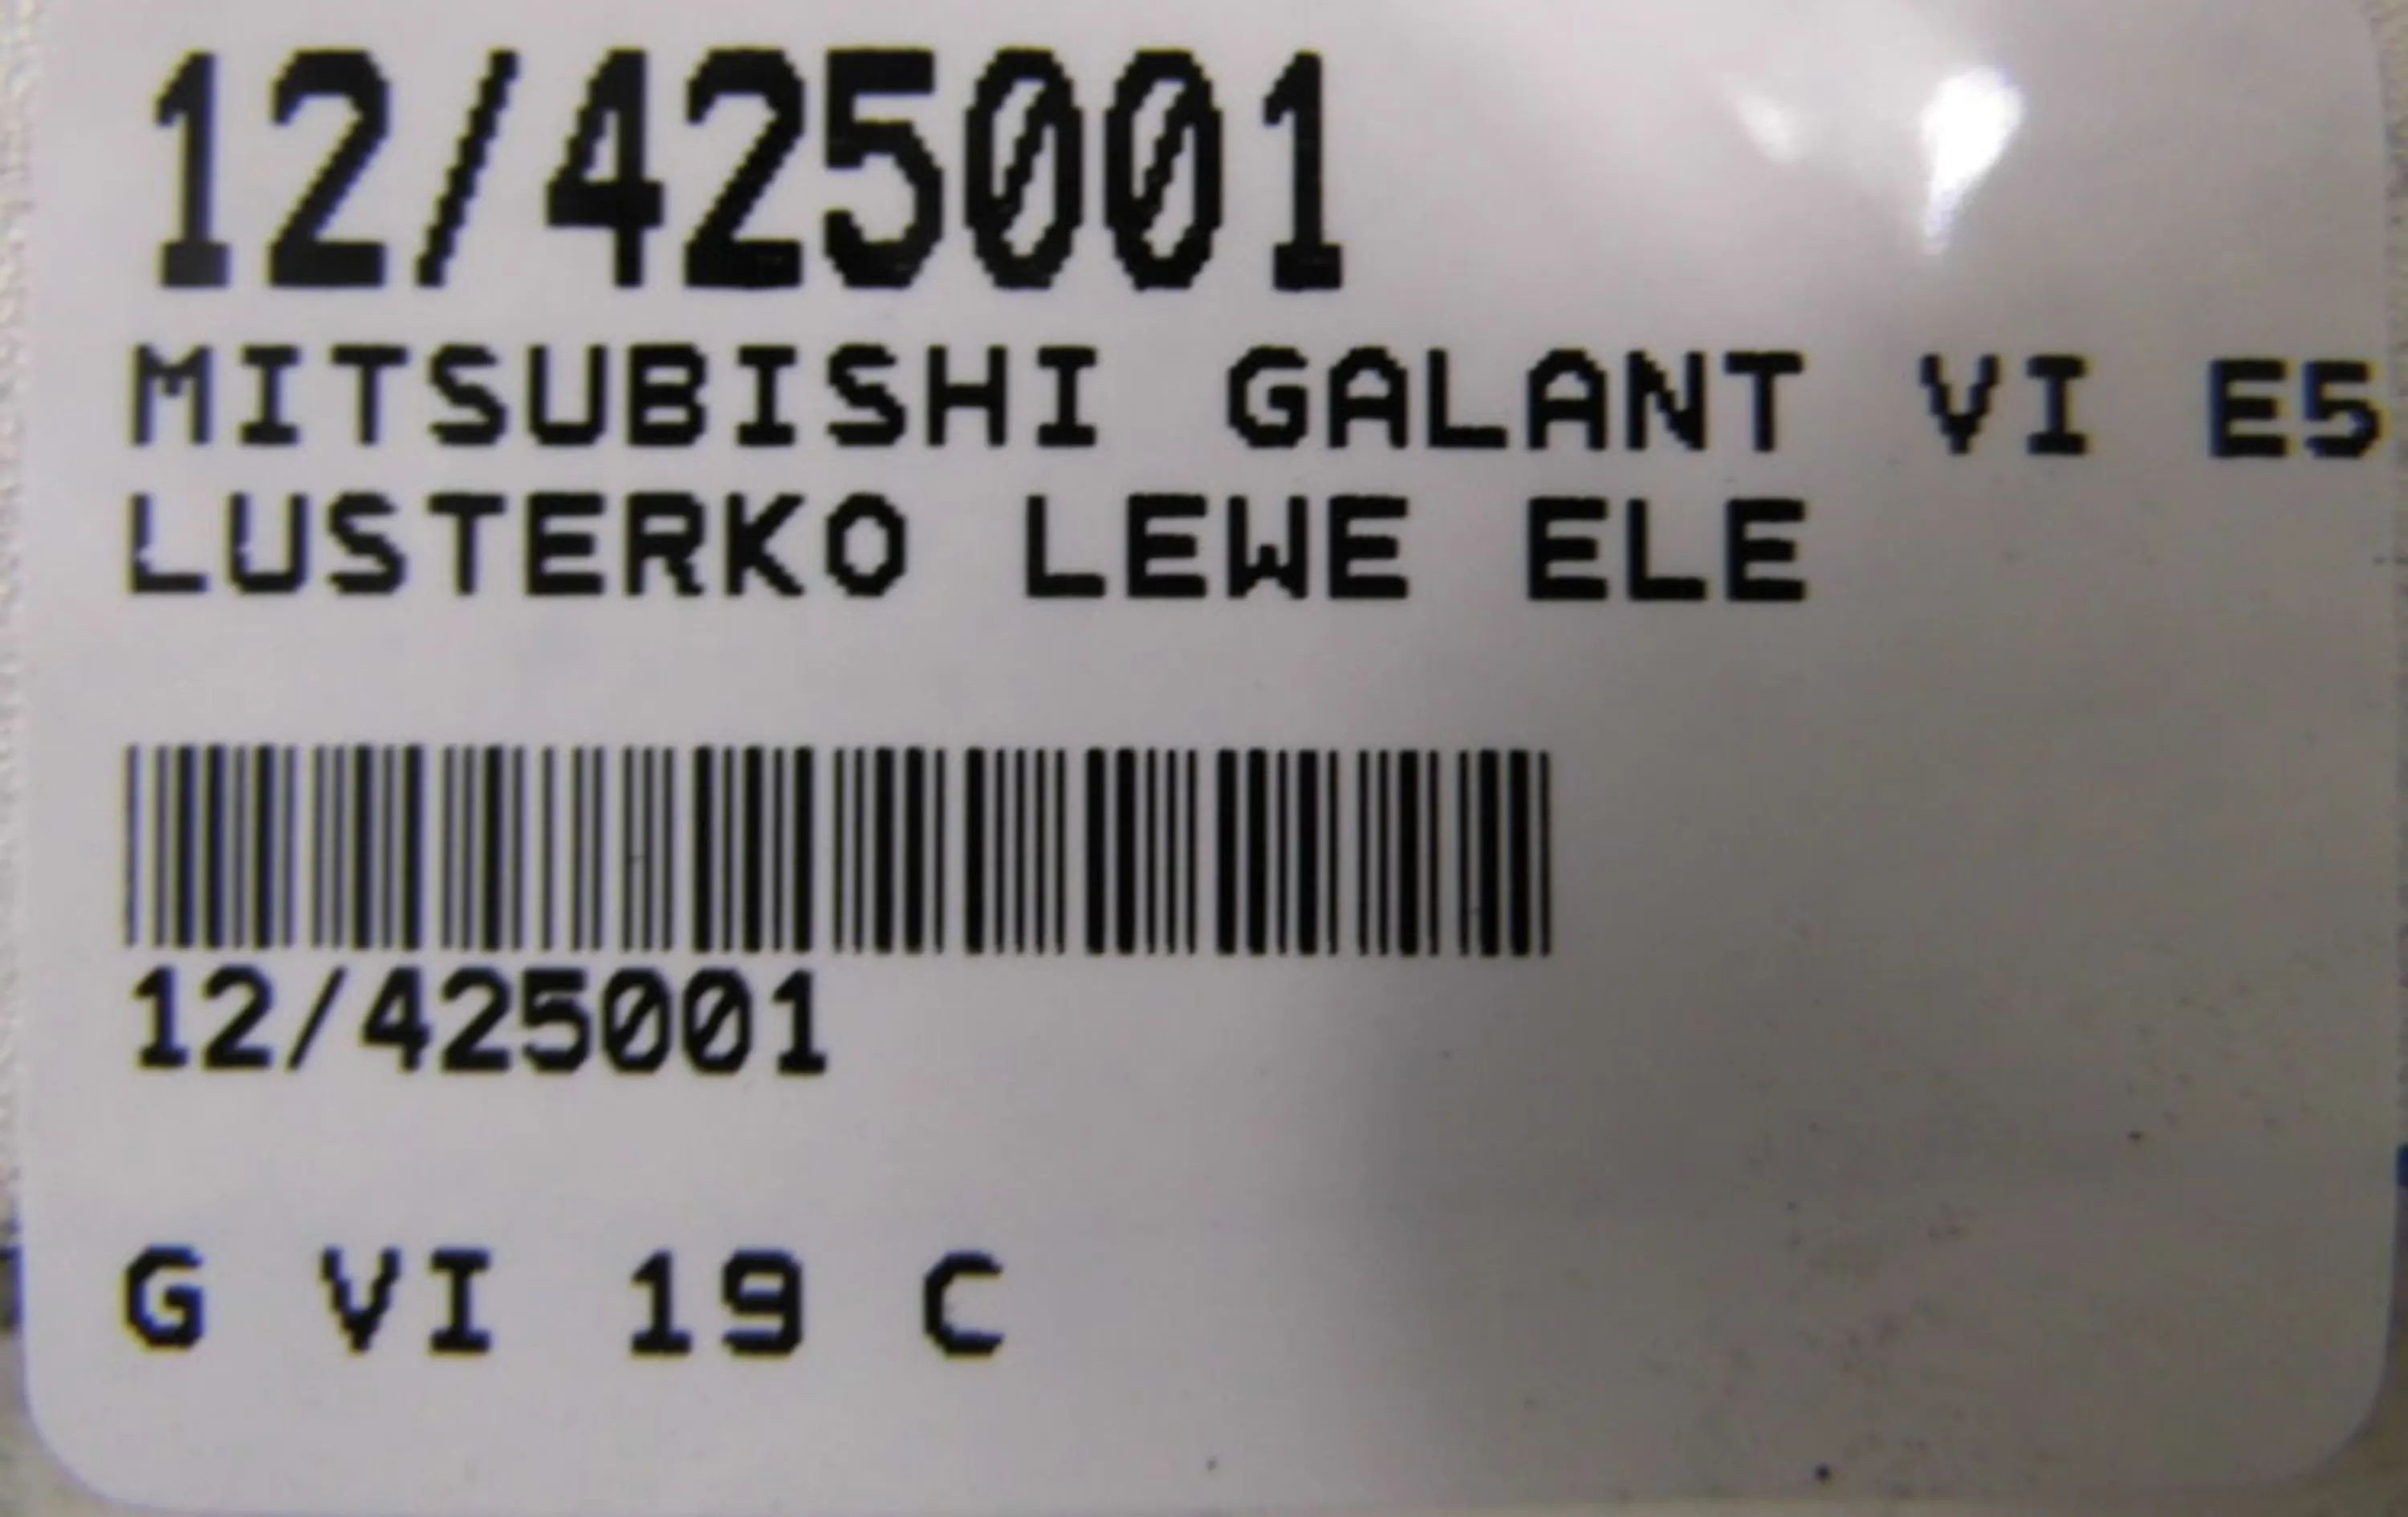 12/425001
MITSUBISHI GALANT VI E5
LUSTERKO LEWE ELE
12/425001
G VI 19 C